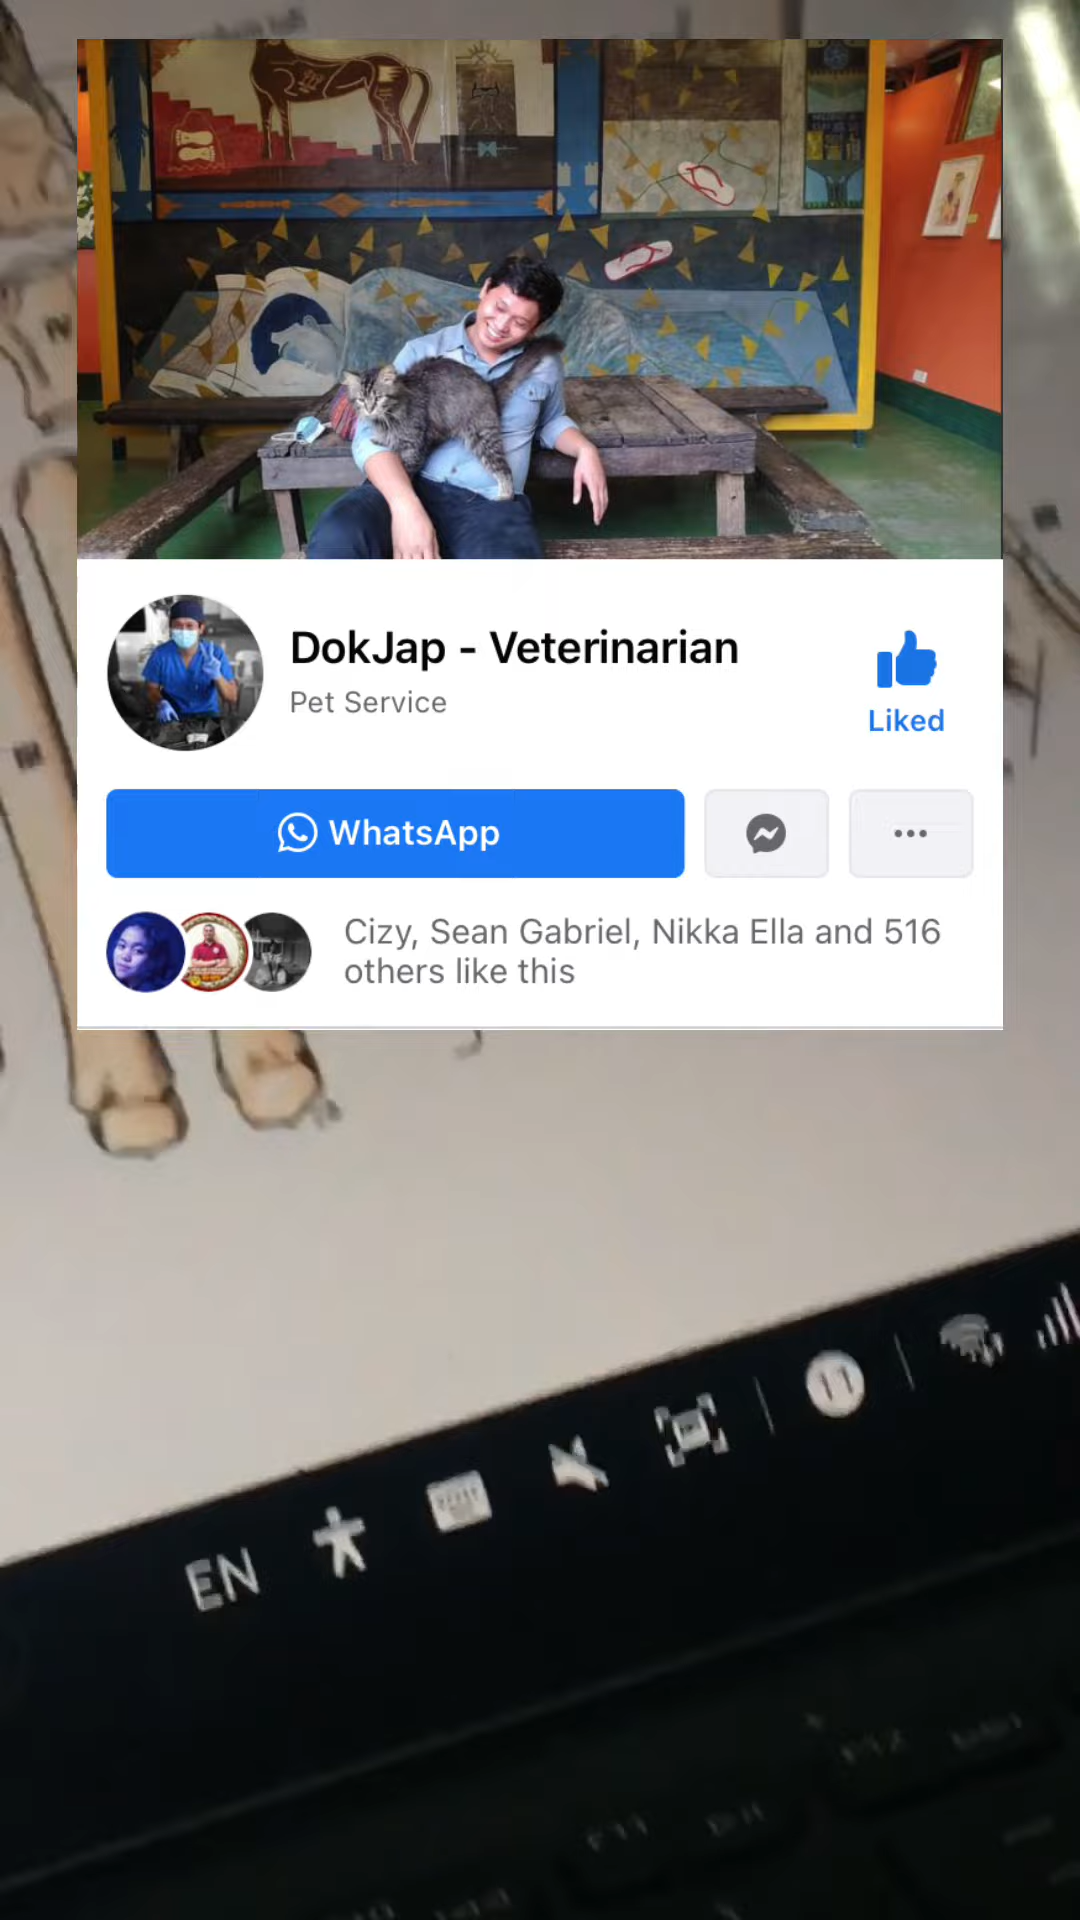 DokJap - Veterinarian
Pet Service
Liked
WhatsApp
Cizy, Sean Gabriel, Nikka Ella and 516
others like this
EN